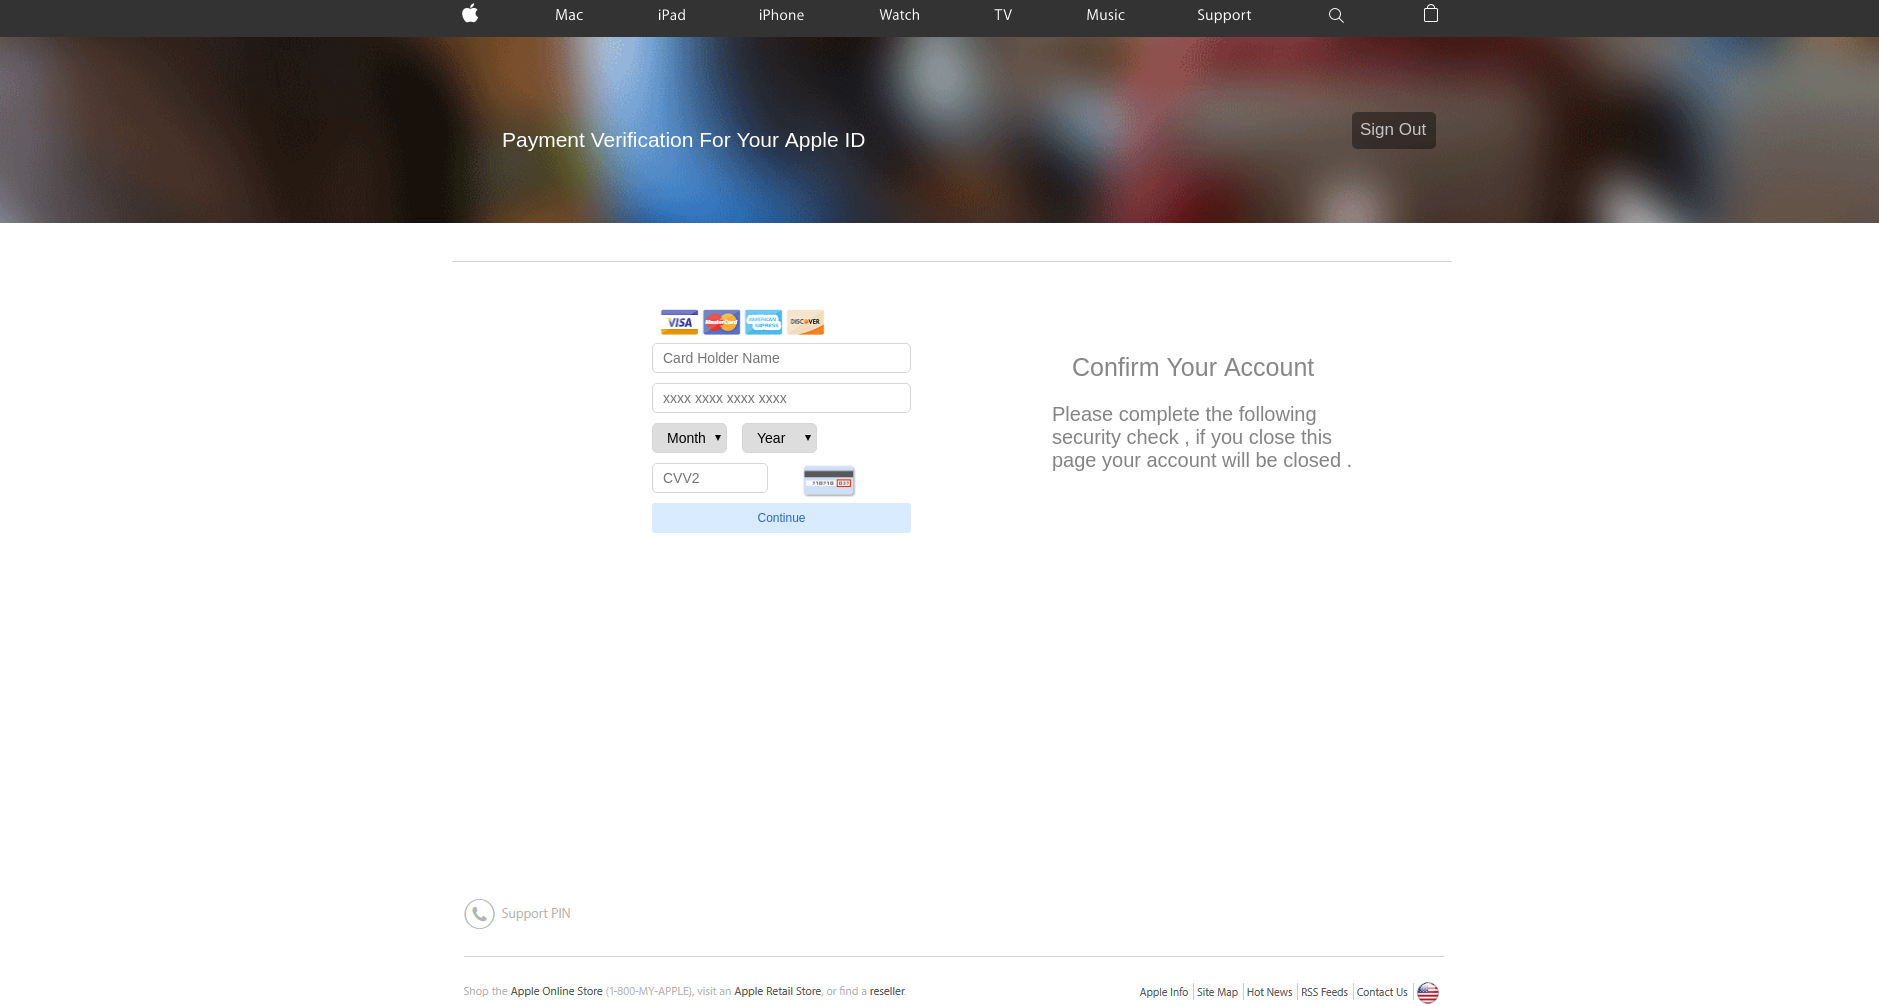 Mac iPad iPhone Watch TV Music Support
Payment Verification For Your Apple ID
Sign Out
VISA MasterCard AMERICAN EXPRESS DISCOVER
Card Holder Name
xxxx xxxx xxxx xxxx
Month Year
CVV2
Continue
Confirm Your Account
Please complete the following
security check , if you close this
page your account will be closed .
Support PIN
Shop the Apple Online Store (1-800-MY-APPLE), visit an Apple Retail Store, or find a reseller.
Apple Info Site Map Hot News RSS Feeds Contact Us